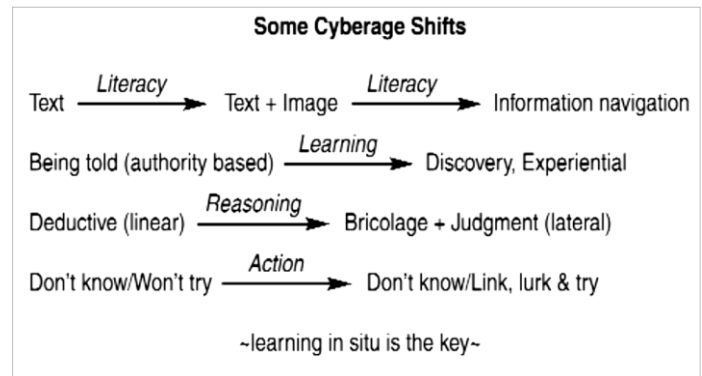 Some Cyberage Shifts
Literacy Literacy
Text Text + Image Information navigation
Learning
Being told (authority based) Discovery, Experiential
Reasoning
Deductive (linear) Bricolage + Judgment (lateral)
Action
Don't know/Won't try Don't know/Link, lurk & try
~learning in situ is the key~